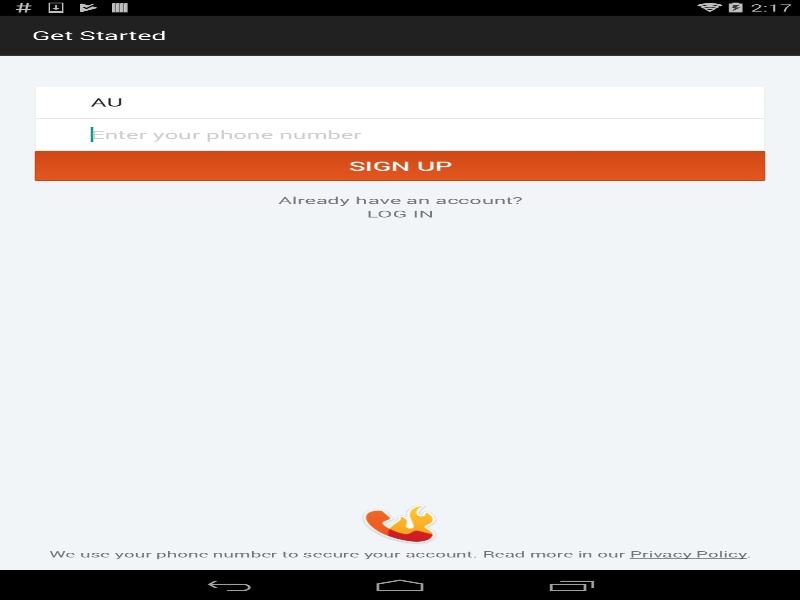 2:17
Get Started
AU
Enter your phone number
SIGN UP
Already have an account?
LOG IN
We use your phone number to secure your account. Read more in our Privacy Policy.